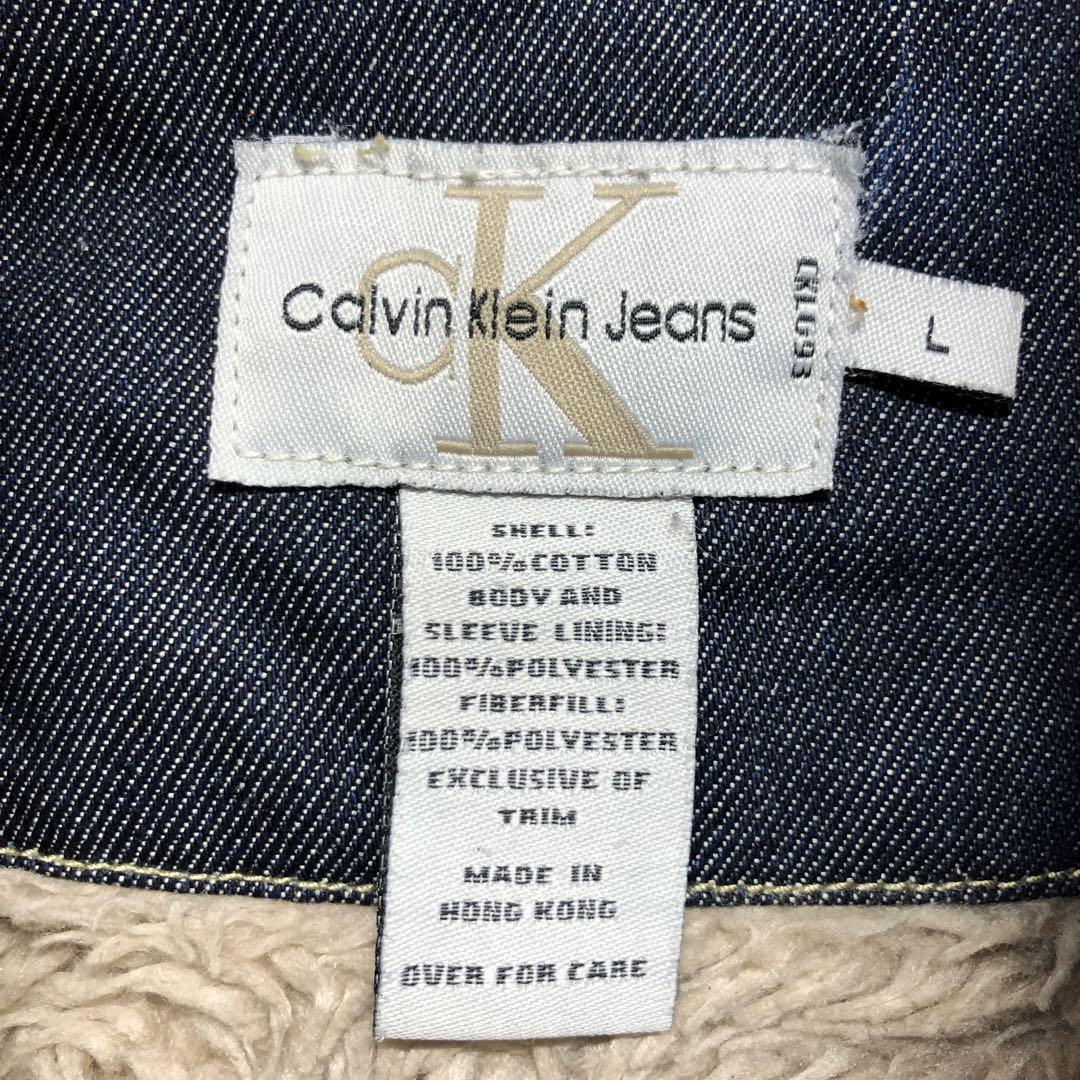 CK
Calvin Klein Jeans
CKLG93
L
SHELL:
100%COTTON
BODY AND
SLEEVE LINING:
100%POLYESTER
FIBERFILL:
100%POLYESTER
EXCLUSIVE OF
TRIM
MADE IN
HONG KONG
OVER FOR CARE